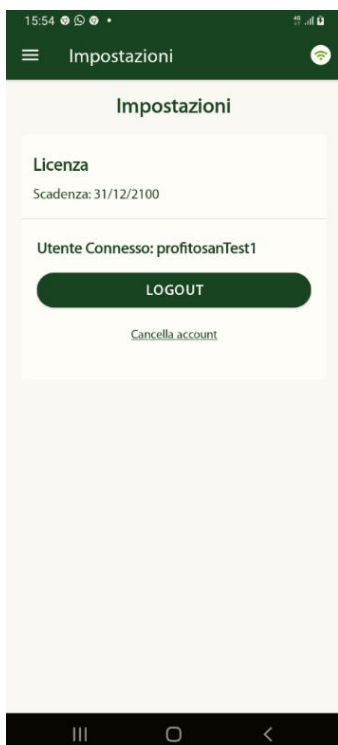 15:54
Impostazioni
Impostazioni
Licenza
Scadenza: 31/12/2100
Utente Connesso: profitosanTest1
LOGOUT
Cancella account